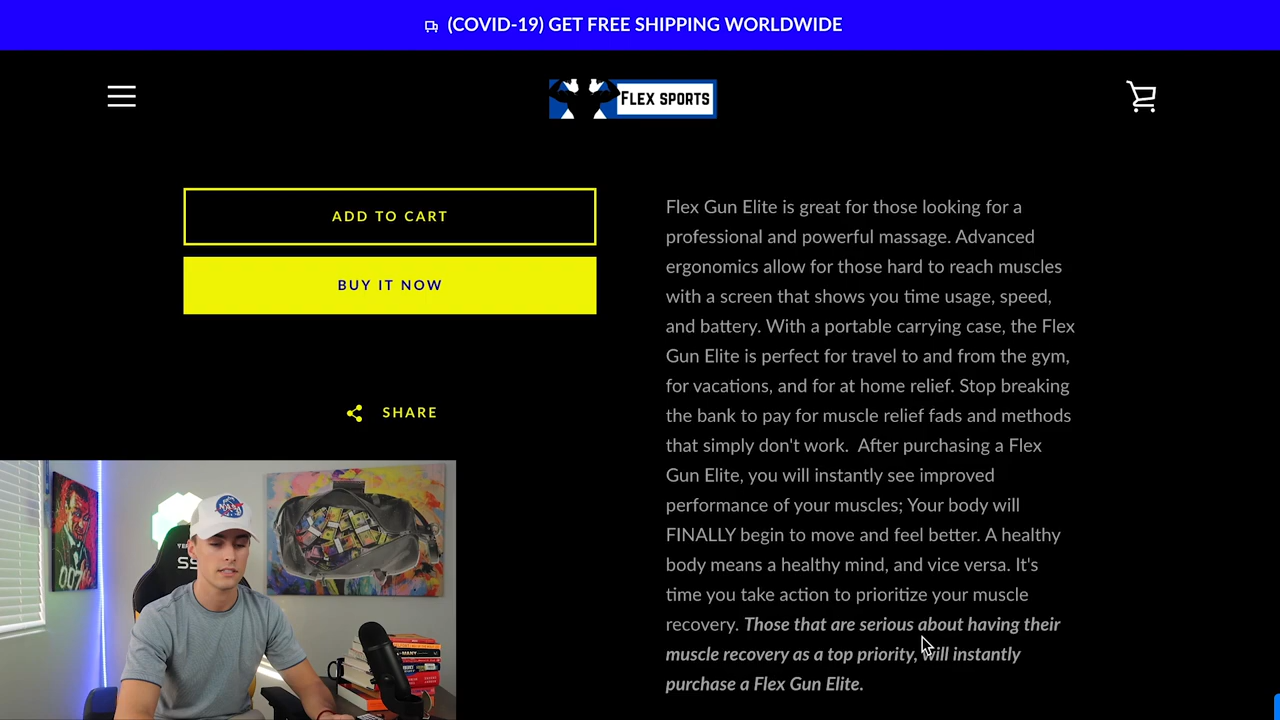 (COVID-19) GET FREE SHIPPING WORLDWIDE
FLEX SPORTS
ADD TO CART
BUY IT NOW
SHARE
Flex Gun Elite is great for those looking for a
professional and powerful massage. Advanced
ergonomics allow for those hard to reach muscles
with a screen that shows you time usage, speed,
and battery. With a portable carrying case, the Flex
Gun Elite is perfect for travel to and from the gym,
for vacations, and for at home relief. Stop breaking
the bank to pay for muscle relief fads and methods
that simply don't work.  After purchasing a Flex
Gun Elite, you will instantly see improved
performance of your muscles; Your body will
FINALLY begin to move and feel better. A healthy
body means a healthy mind, and vice versa. It's
time you take action to prioritize your muscle
recovery. Those that are serious about having their
muscle recovery as a top priority, will instantly
purchase a Flex Gun Elite.
NASA
007